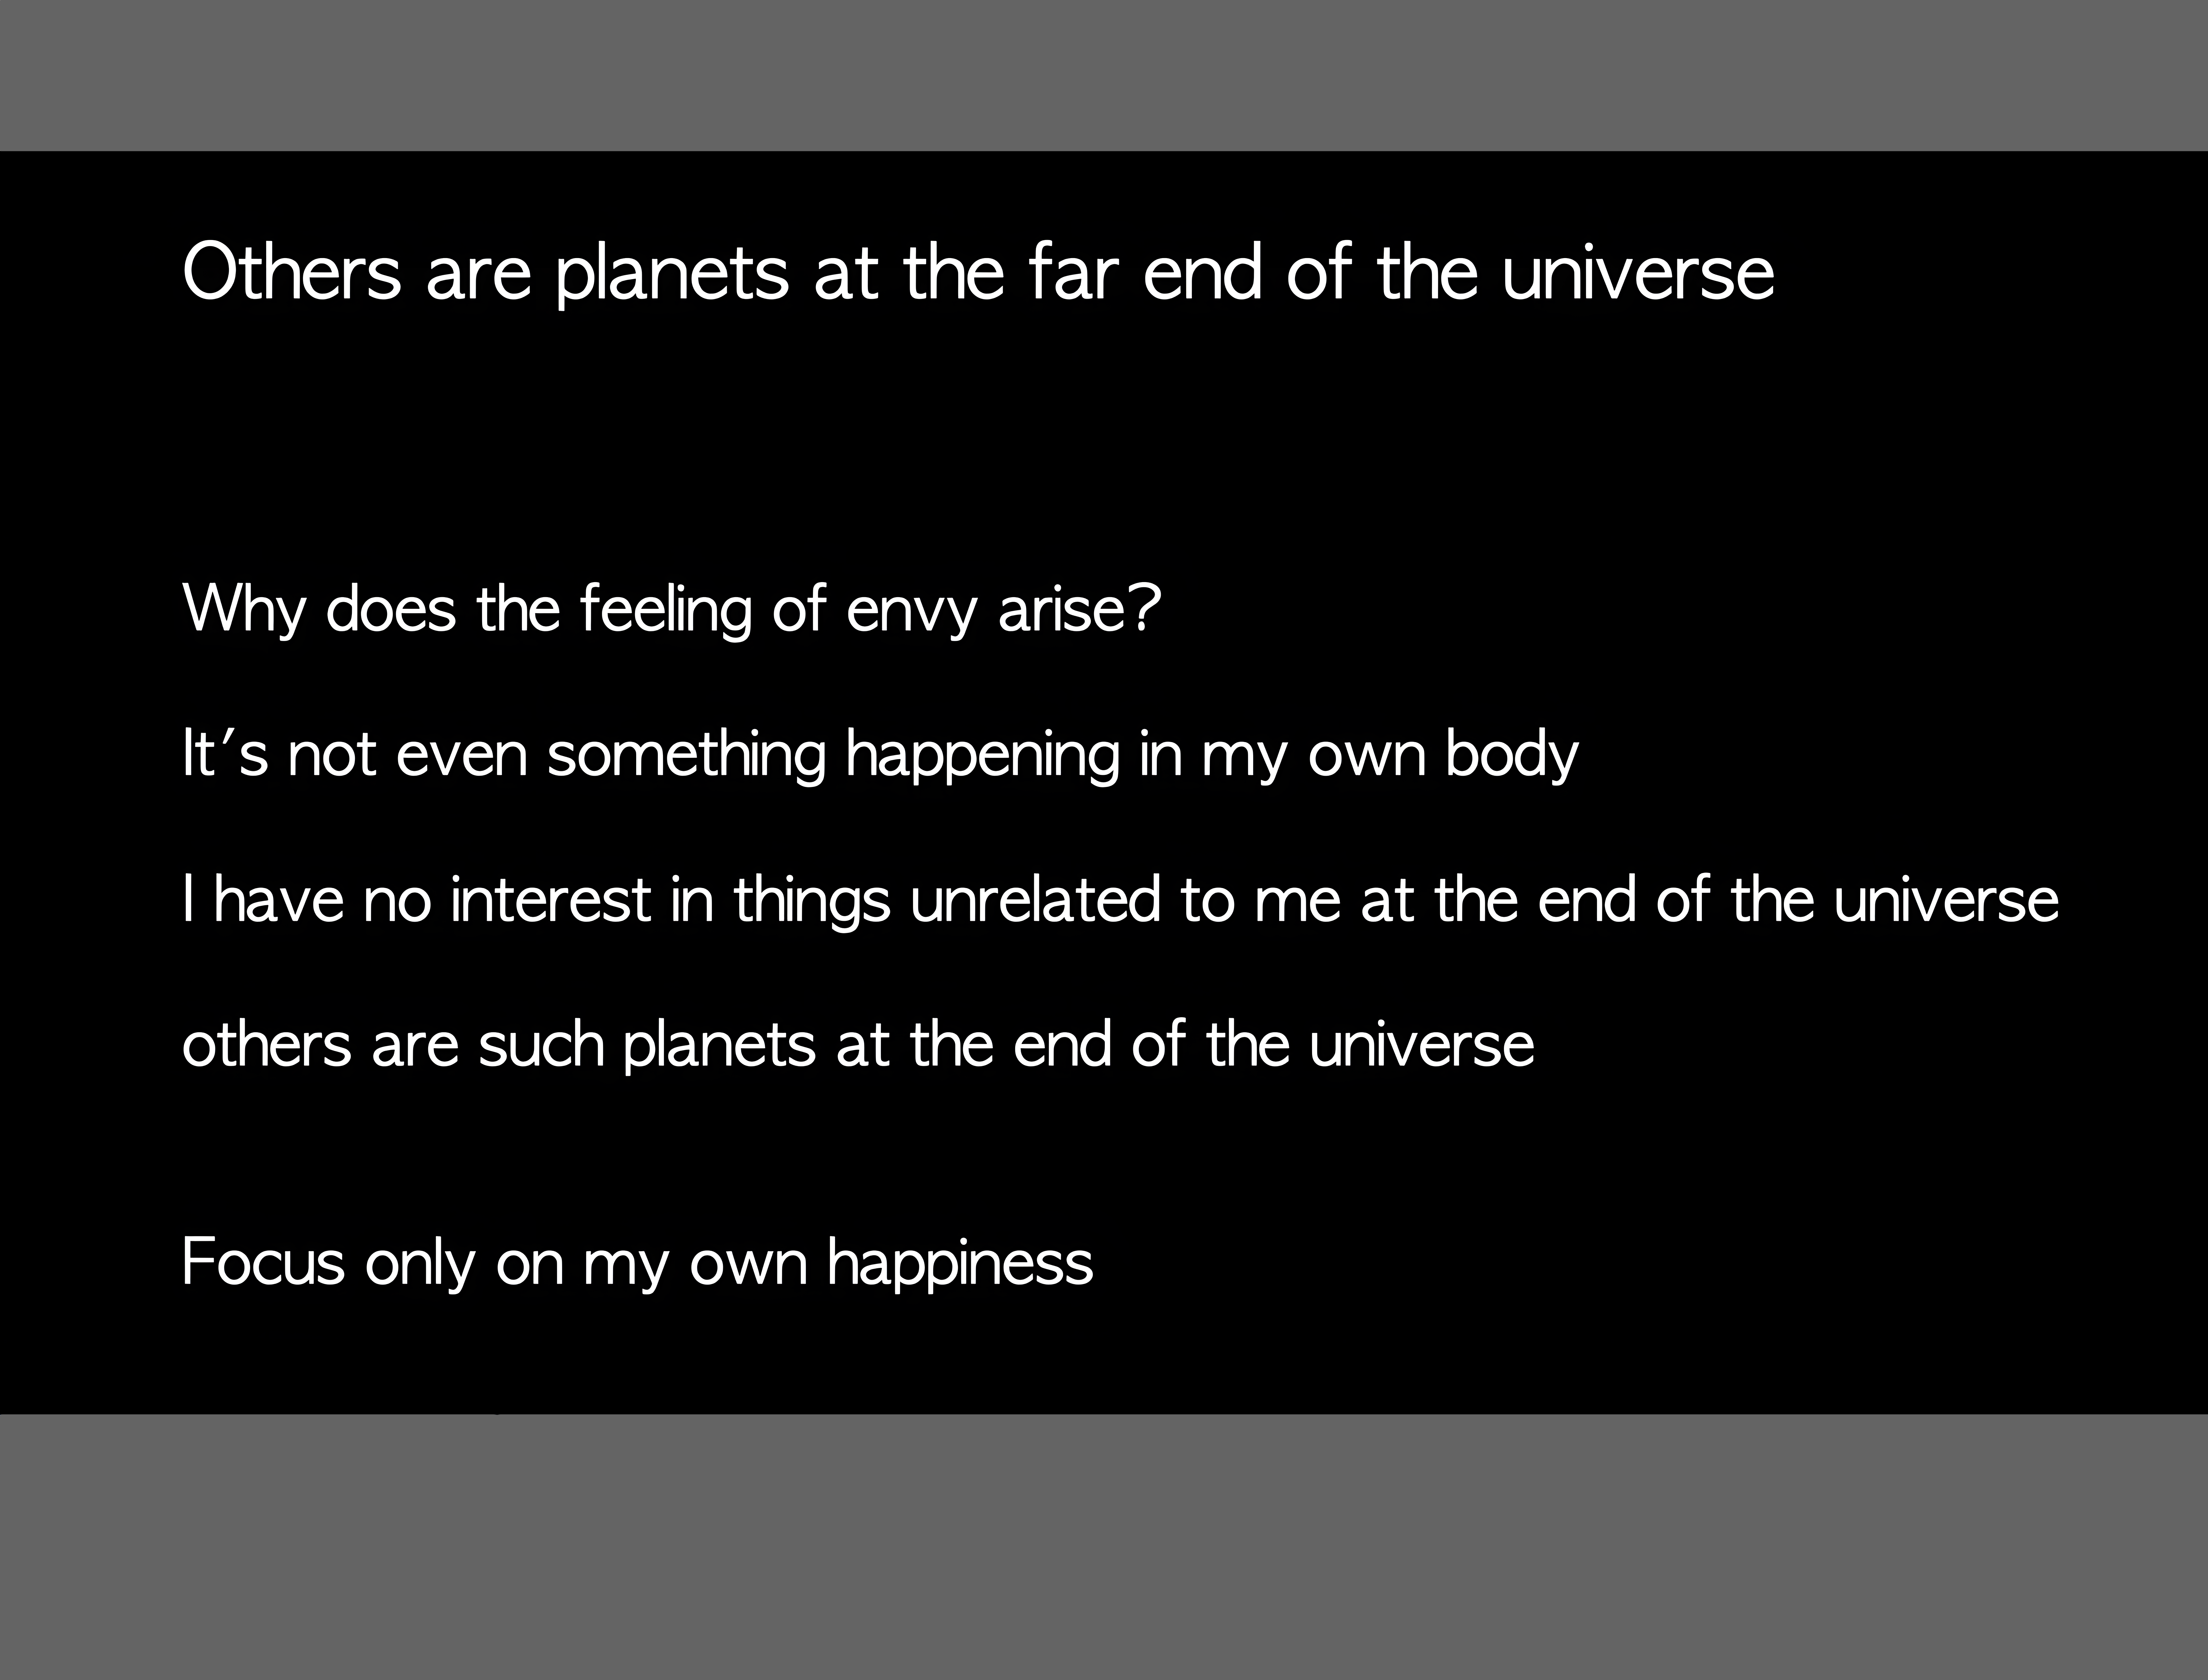 Others are planets at the far end of the universe
Why does the feeling of envy arise?
It's not even something happening in my own body
I have no interest in things unrelated to me at the end of the universe
others are such planets at the end of the universe
Focus only on my own happiness